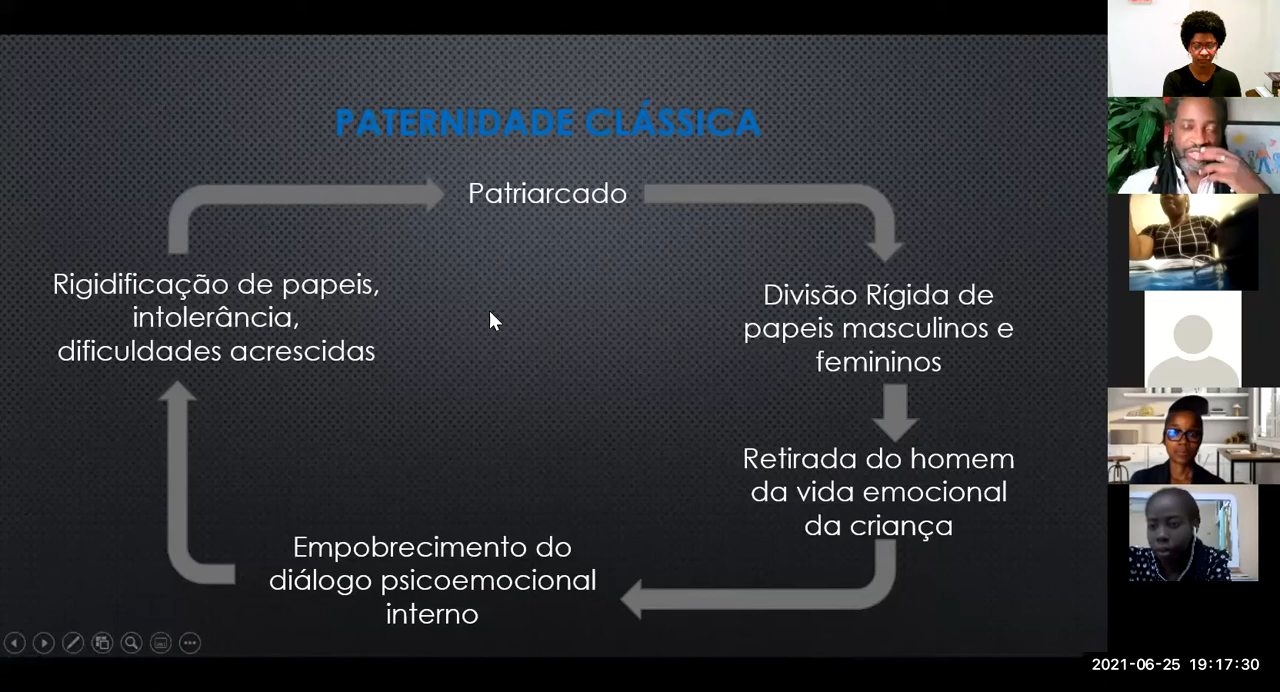 PATERNIDADE CLÁSSICA
Patriarcado
Divisão Rígida de
papeis masculinos e
femininos
Retirada do homem
da vida emocional
da criança
Empobrecimento do
diálogo psicoemocional
interno
Rigidificação de papeis,
intolerância,
dificuldades acrescidas
2021-06-25 19:17:30